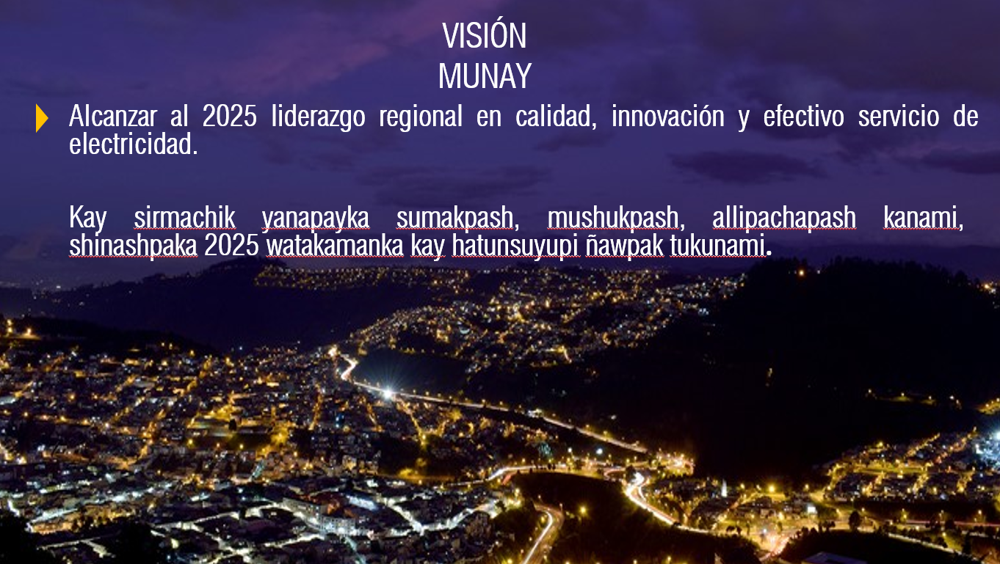 VISIÓN
MUNAY
Alcanzar al 2025 liderazgo regional en calidad, innovación y efectivo servicio de
electricidad.
Kay sirmachik yanapayka sumakpash, mushukpash, allipachapash kanami,
shinashpaka 2025 watakamanka kay hatunsuyupi ñawpak tukunami.